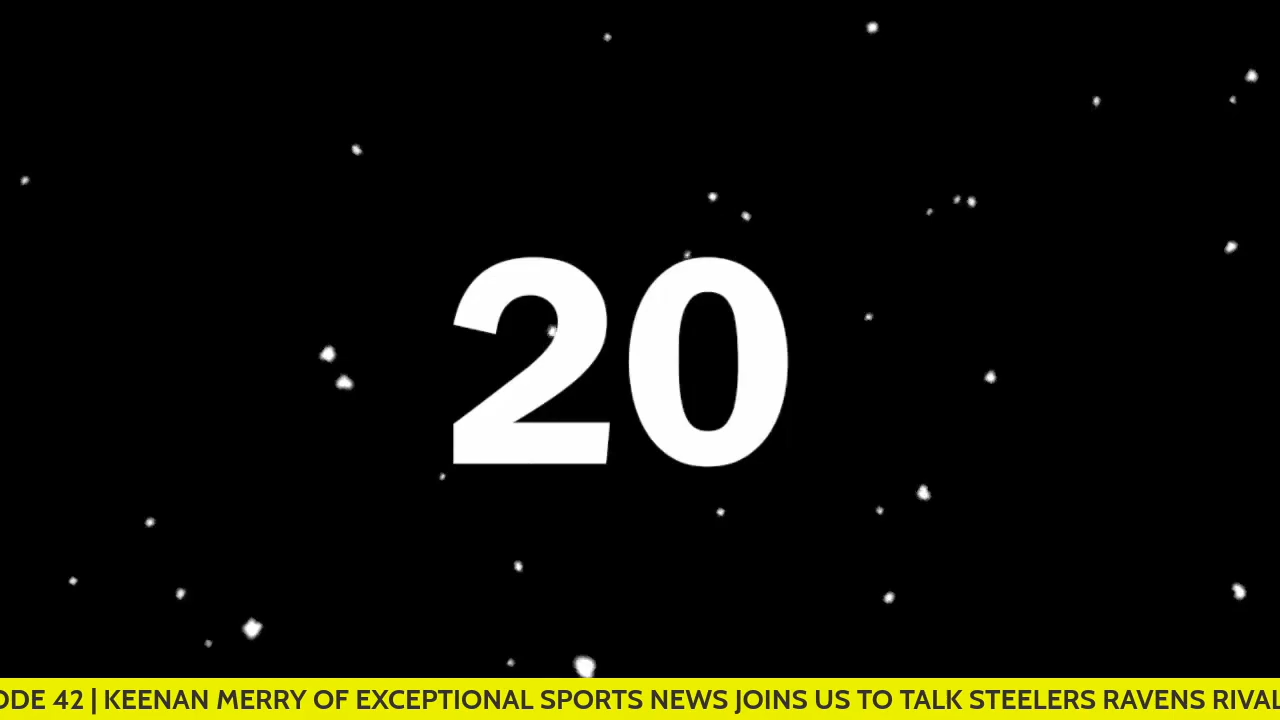 20
ODE 42 | KEENAN MERRY OF EXCEPTIONAL SPORTS NEWS JOINS US TO TALK STEELERS RAVENS RIVAL